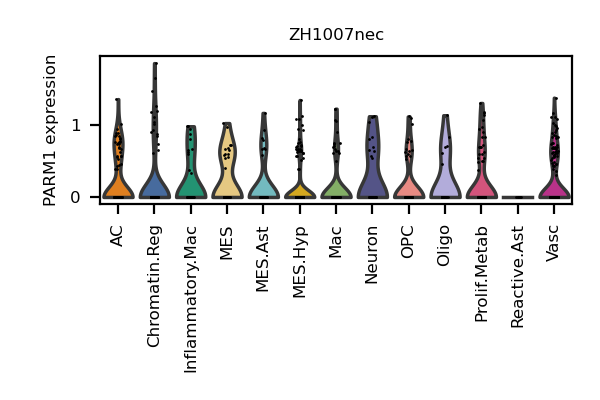 ZH1007nec
PARM1 expression
1
0
AC
Chromatin.Reg
Inflammatory.Mac
MES
MES.Ast
MES.Hyp
Mac
Neuron
OPC
Oligo
Prolif.Metab
Reactive.Ast
Vasc